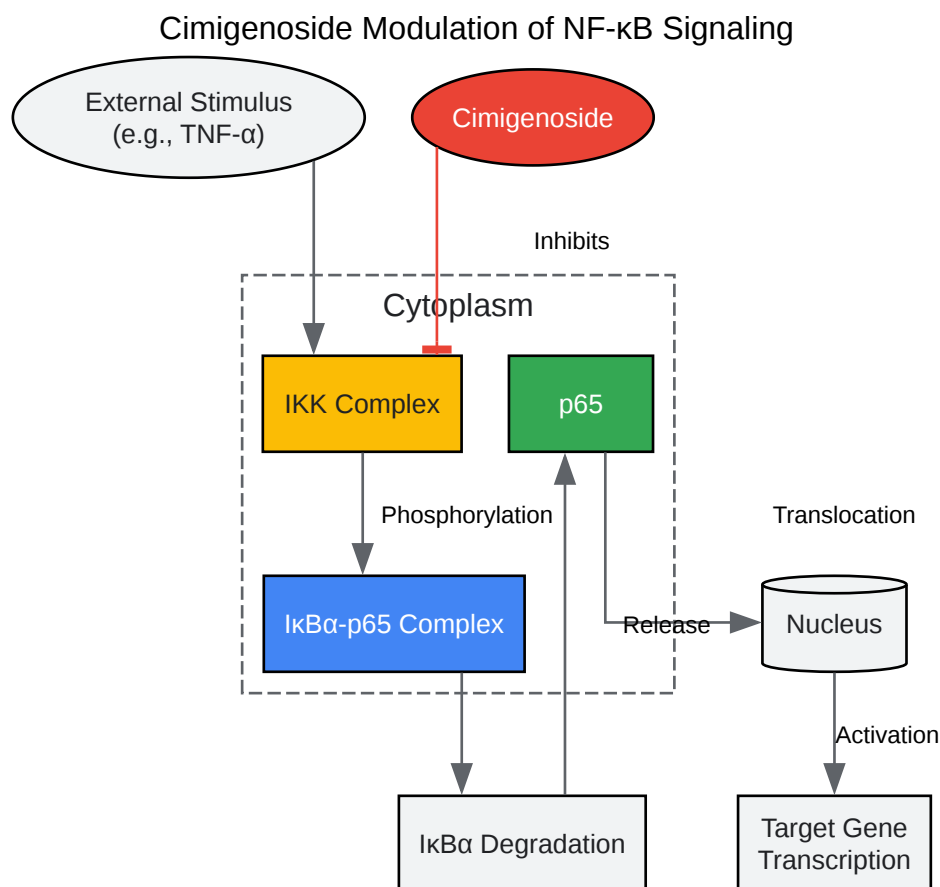 Cimigenoside Modulation of NF-κB Signaling
External Stimulus
(e.g., TNF-α)
Cimigenoside
Inhibits
Cytoplasm
IKK Complex
p65
Phosphorylation
Translocation
IκBα-p65 Complex
Release
Nucleus
Activation
IκBα Degradation
Target Gene
Transcription